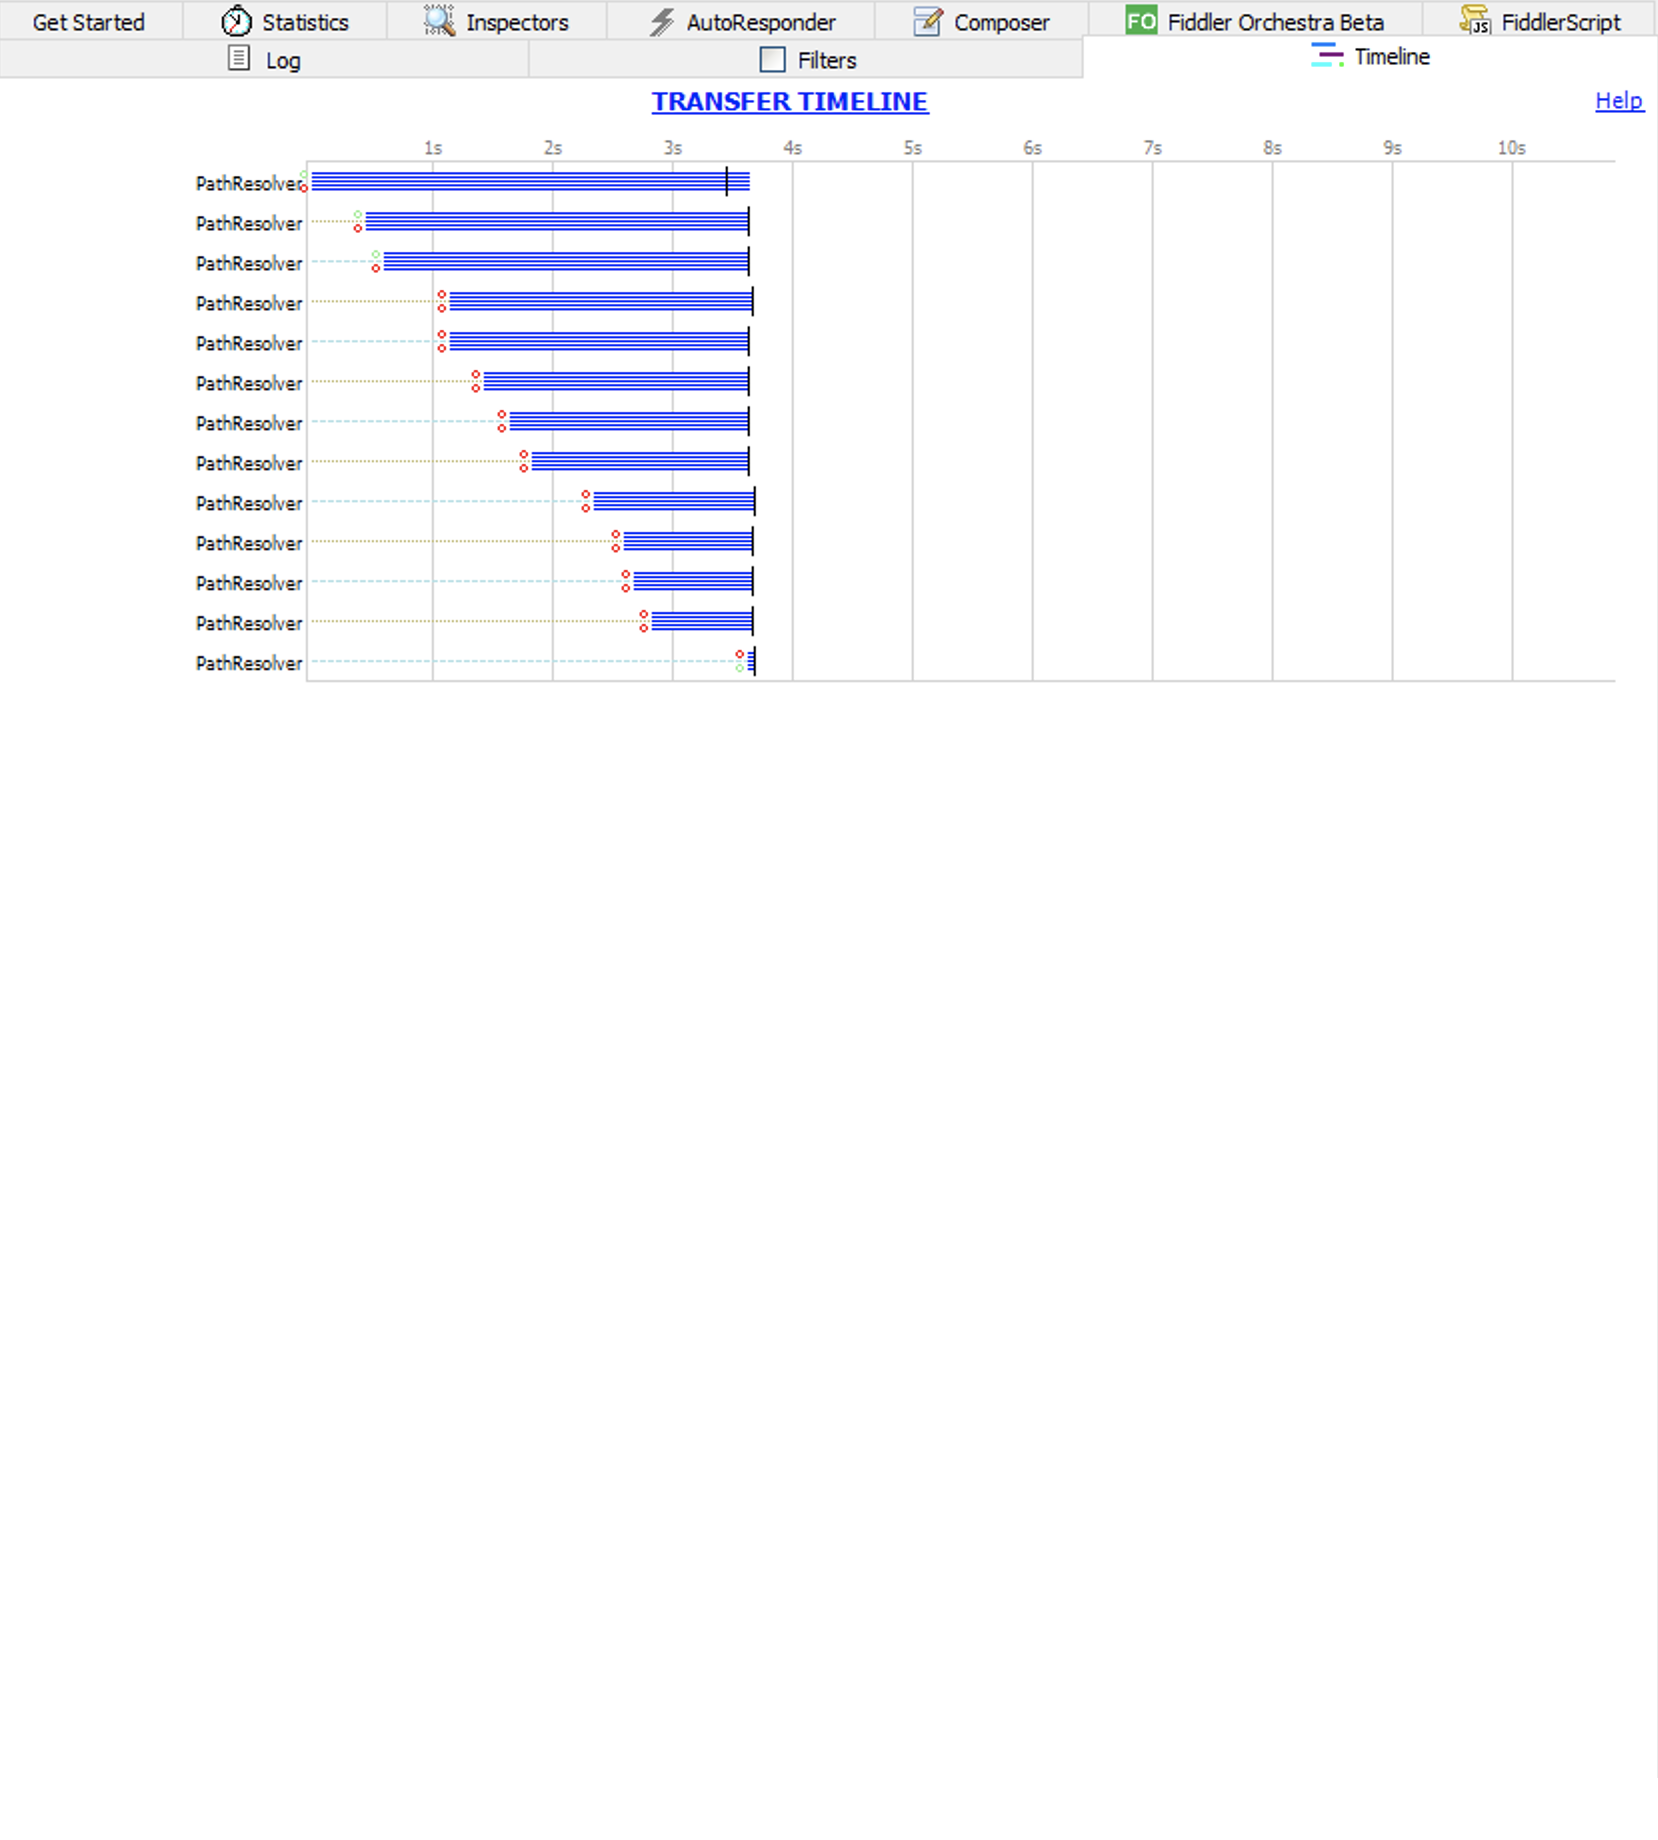 Get Started Statistics Inspectors AutoResponder Composer FO Fiddler Orchestra Beta JS FiddlerScript
Log Filters Timeline
TRANSFER TIMELINE Help
1s 2s 3s 4s 5s 6s 7s 8s 9s 10s
PathResolver
PathResolver
PathResolver
PathResolver
PathResolver
PathResolver
PathResolver
PathResolver
PathResolver
PathResolver
PathResolver
PathResolver
PathResolver